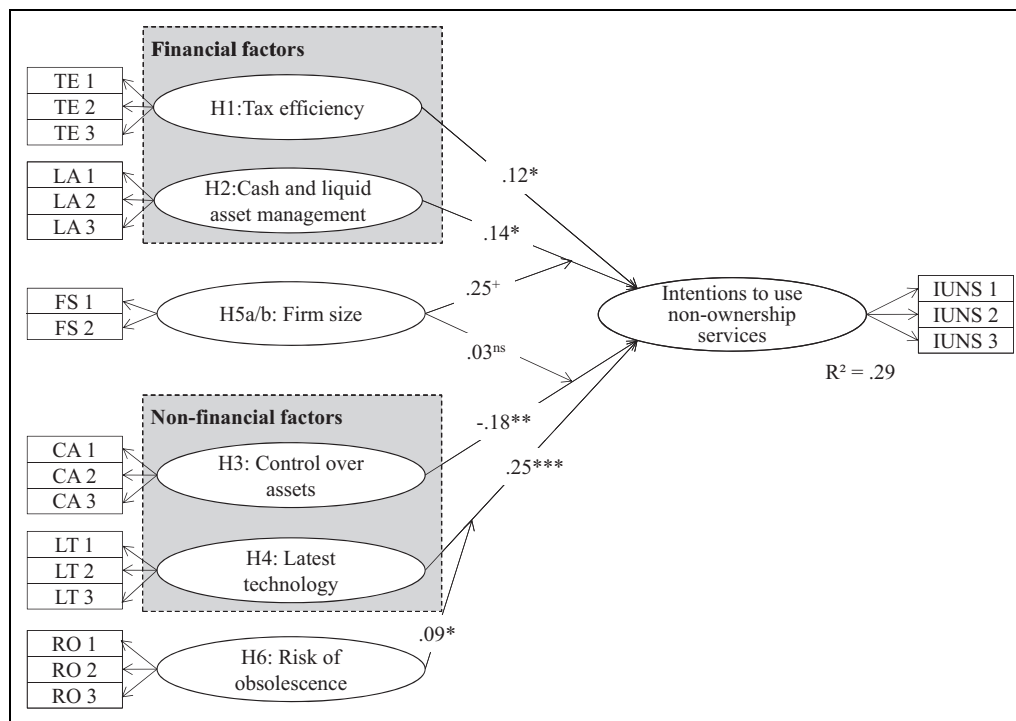 Financial factors
TE 1
TE 2
TE 3
H1:Tax efficiency
.12*
LA 1
LA 2
LA 3
H2:Cash and liquid
asset management
.14*
FS 1
FS 2
H5a/b: Firm size
.25⁺
.03ⁿˢ
Intentions to use
non-ownership
services
IUNS 1
IUNS 2
IUNS 3
R² = .29
Non-financial factors
CA 1
CA 2
CA 3
H3: Control over
assets
-.18**
LT 1
LT 2
LT 3
H4: Latest
technology
.25***
RO 1
RO 2
RO 3
H6: Risk of
obsolescence
.09*